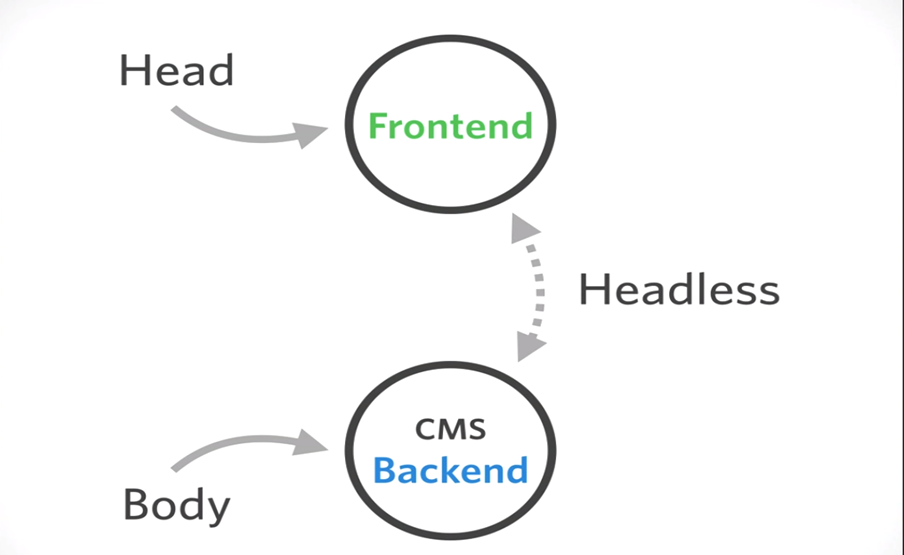 Head
Frontend
Headless
CMS
Backend
Body